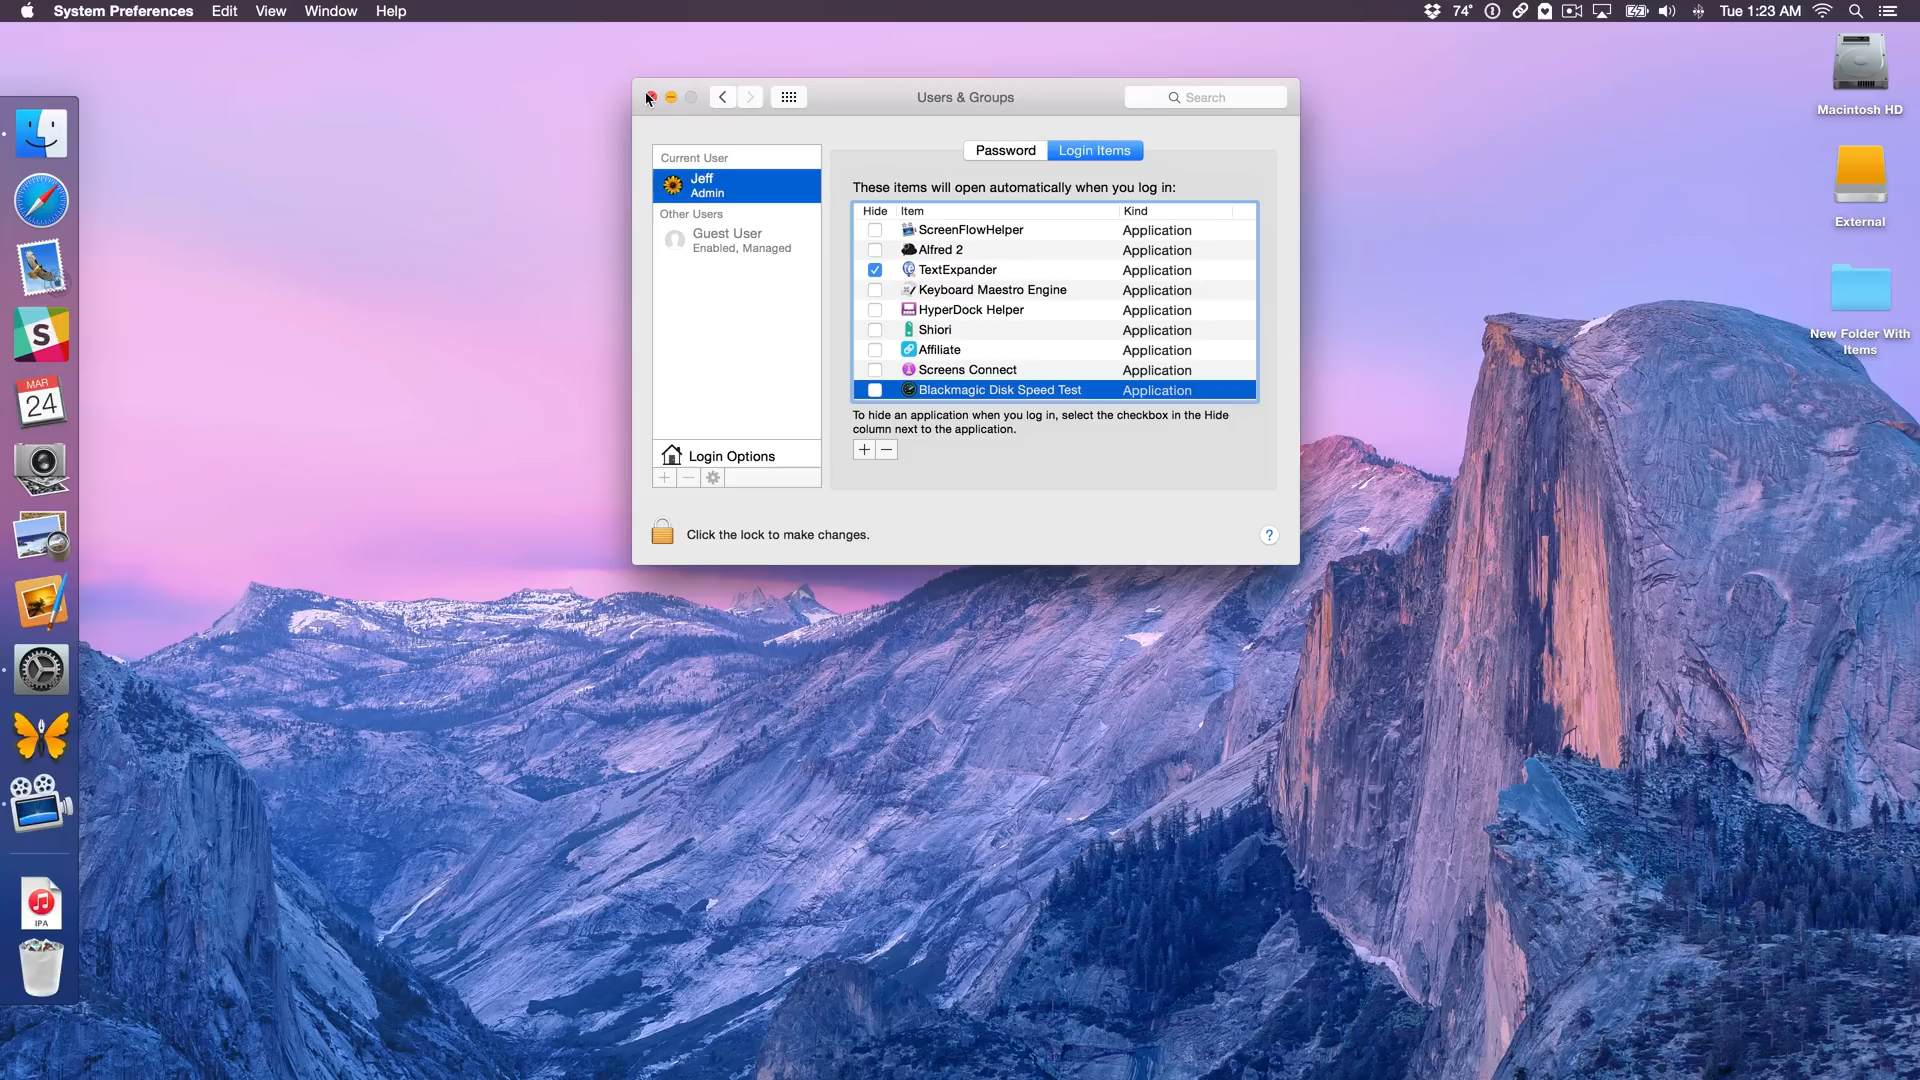 System Preferences Edit View Window Help
74° Tue 1:23 AM
Users & Groups
Search
Password Login Items
Current User
Jeff
Admin
Other Users
Guest User
Enabled, Managed
Login Options
These items will open automatically when you log in:
Hide Item Kind
ScreenFlowHelper Application
Alfred 2 Application
TextExpander Application
Keyboard Maestro Engine Application
HyperDock Helper Application
Shiori Application
Affiliate Application
Screens Connect Application
Blackmagic Disk Speed Test Application
To hide an application when you log in, select the checkbox in the Hide
column next to the application.
Click the lock to make changes.
?
Macintosh HD
External
New Folder With
Items
S
MAR
24
IPA